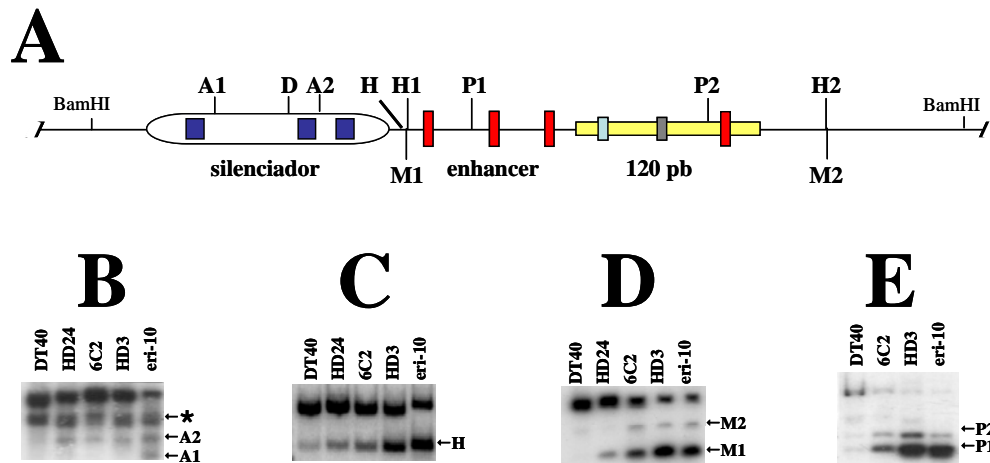 A
BamHI A1 D A2 H H1 P1 P2 H2 BamHI
silenciador M1 enhancer 120 pb M2
B C D E
DT40 HD24 6C2 HD3 eri-10
*
A2
A1
DT40 HD24 6C2 HD3 eri-10
H
DT40 HD24 6C2 HD3 eri-10
M2
M1
DT40 6C2 HD3 eri-10
P2
P1